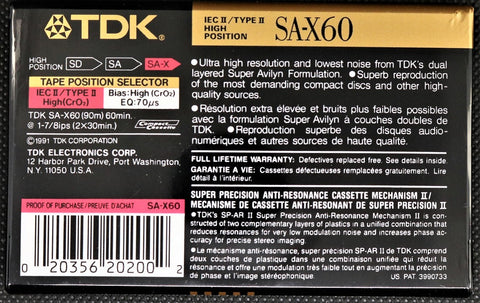 TDK
IEC II/TYPE II
HIGH
POSITION
SA-X60
HIGH
POSITION
SD
SA
SA-X
TAPE POSITION SELECTOR
IEC II/TYPE II
High(CrO₂)
Bias:High (CrO₂)
EQ:70µs
TDK SA-X60 (90m) 60min.
@ 1-7/8ips (2X30min.)
Compact Cassette
©1991 TDK CORPORATION
TDK ELECTRONICS CORP.
12 Harbor Park Drive, Port Washington,
N.Y. 11050 U.S.A.
PROOF OF PURCHASE/PREUVE D'ACHAT
SA-X60
0 20356 20200 2
•Ultra high resolution and lowest noise from TDK's dual
layered Super Avilyn Formulation. •Superb reproduction
of the most demanding compact discs and other high-
quality sources.
•Résolution extra élevée et bruits plus faibles possibles
avec la formulation Super Avilyn à couches doubles de
TDK. •Reproduction superbe des disques audio-
numériques et autres sources de haute qualité.
FULL LIFETIME WARRANTY: Defectives replaced free. See details inside.
GARANTIE A VIE: Cassettes défectueuses remplacées gratuitement. Lire
détail à l'intérieur.
SUPER PRECISION ANTI-RESONANCE CASSETTE MECHANISM II/
MECANISME DE CASSETTE ANTI-RESONANT DE SUPER PRECISION II
•TDK's SP-AR II Super Precision Anti-Resonance Mechanism II is con-
structed of two complementary layers of plastics in a unified combination that
reduces resonances for very low modulation noise and increases phase ac-
curacy for precise stereo imaging.
•Le mécanisme anti-résonance, super précision SP-AR II de TDK comprend
deux couches de plastique dans une combinaison unifiée qui réduit la
résonance et offre une modulation très faible tout en augmentant la précision
de phase et l'image stéréophonique.
US. PAT 3990733